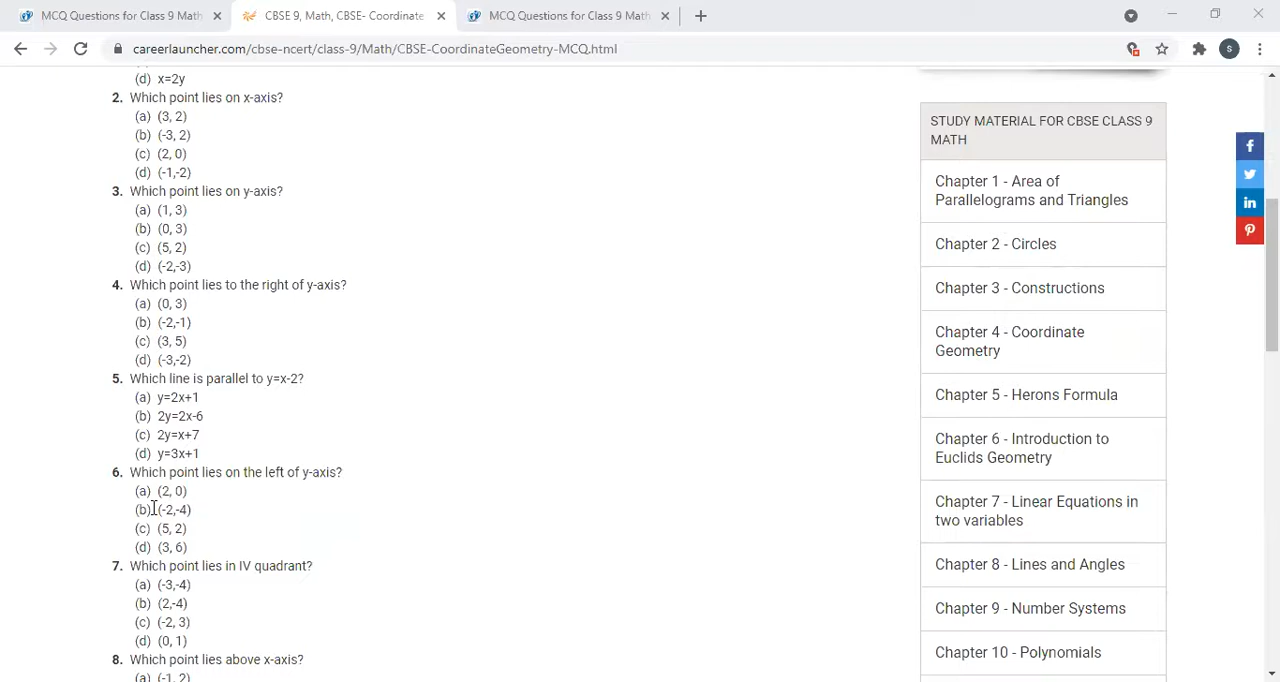 MCQ Questions for Class 9 Math
CBSE 9, Math, CBSE- Coordinate
MCQ Questions for Class 9 Math
careerlauncher.com/cbse-ncert/class-9/Math/CBSE-CoordinateGeometry-MCQ.html
S
(d) x=2y
2. Which point lies on x-axis?
(a) (3, 2)
(b) (-3, 2)
(c) (2, 0)
(d) (-1,-2)
3. Which point lies on y-axis?
(a) (1, 3)
(b) (0, 3)
(c) (5, 2)
(d) (-2,-3)
4. Which point lies to the right of y-axis?
(a) (0, 3)
(b) (-2,-1)
(c) (3, 5)
(d) (-3,-2)
5. Which line is parallel to y=x-2?
(a) y=2x+1
(b) 2y=2x-6
(c) 2y=x+7
(d) y=3x+1
6. Which point lies on the left of y-axis?
(a) (2, 0)
(b) (-2,-4)
(c) (5, 2)
(d) (3, 6)
7. Which point lies in IV quadrant?
(a) (-3,-4)
(b) (2,-4)
(c) (-2, 3)
(d) (0, 1)
8. Which point lies above x-axis?
(a) (-1, 2)
STUDY MATERIAL FOR CBSE CLASS 9
MATH
Chapter 1 - Area of
Parallelograms and Triangles
Chapter 2 - Circles
Chapter 3 - Constructions
Chapter 4 - Coordinate
Geometry
Chapter 5 - Herons Formula
Chapter 6 - Introduction to
Euclids Geometry
Chapter 7 - Linear Equations in
two variables
Chapter 8 - Lines and Angles
Chapter 9 - Number Systems
Chapter 10 - Polynomials